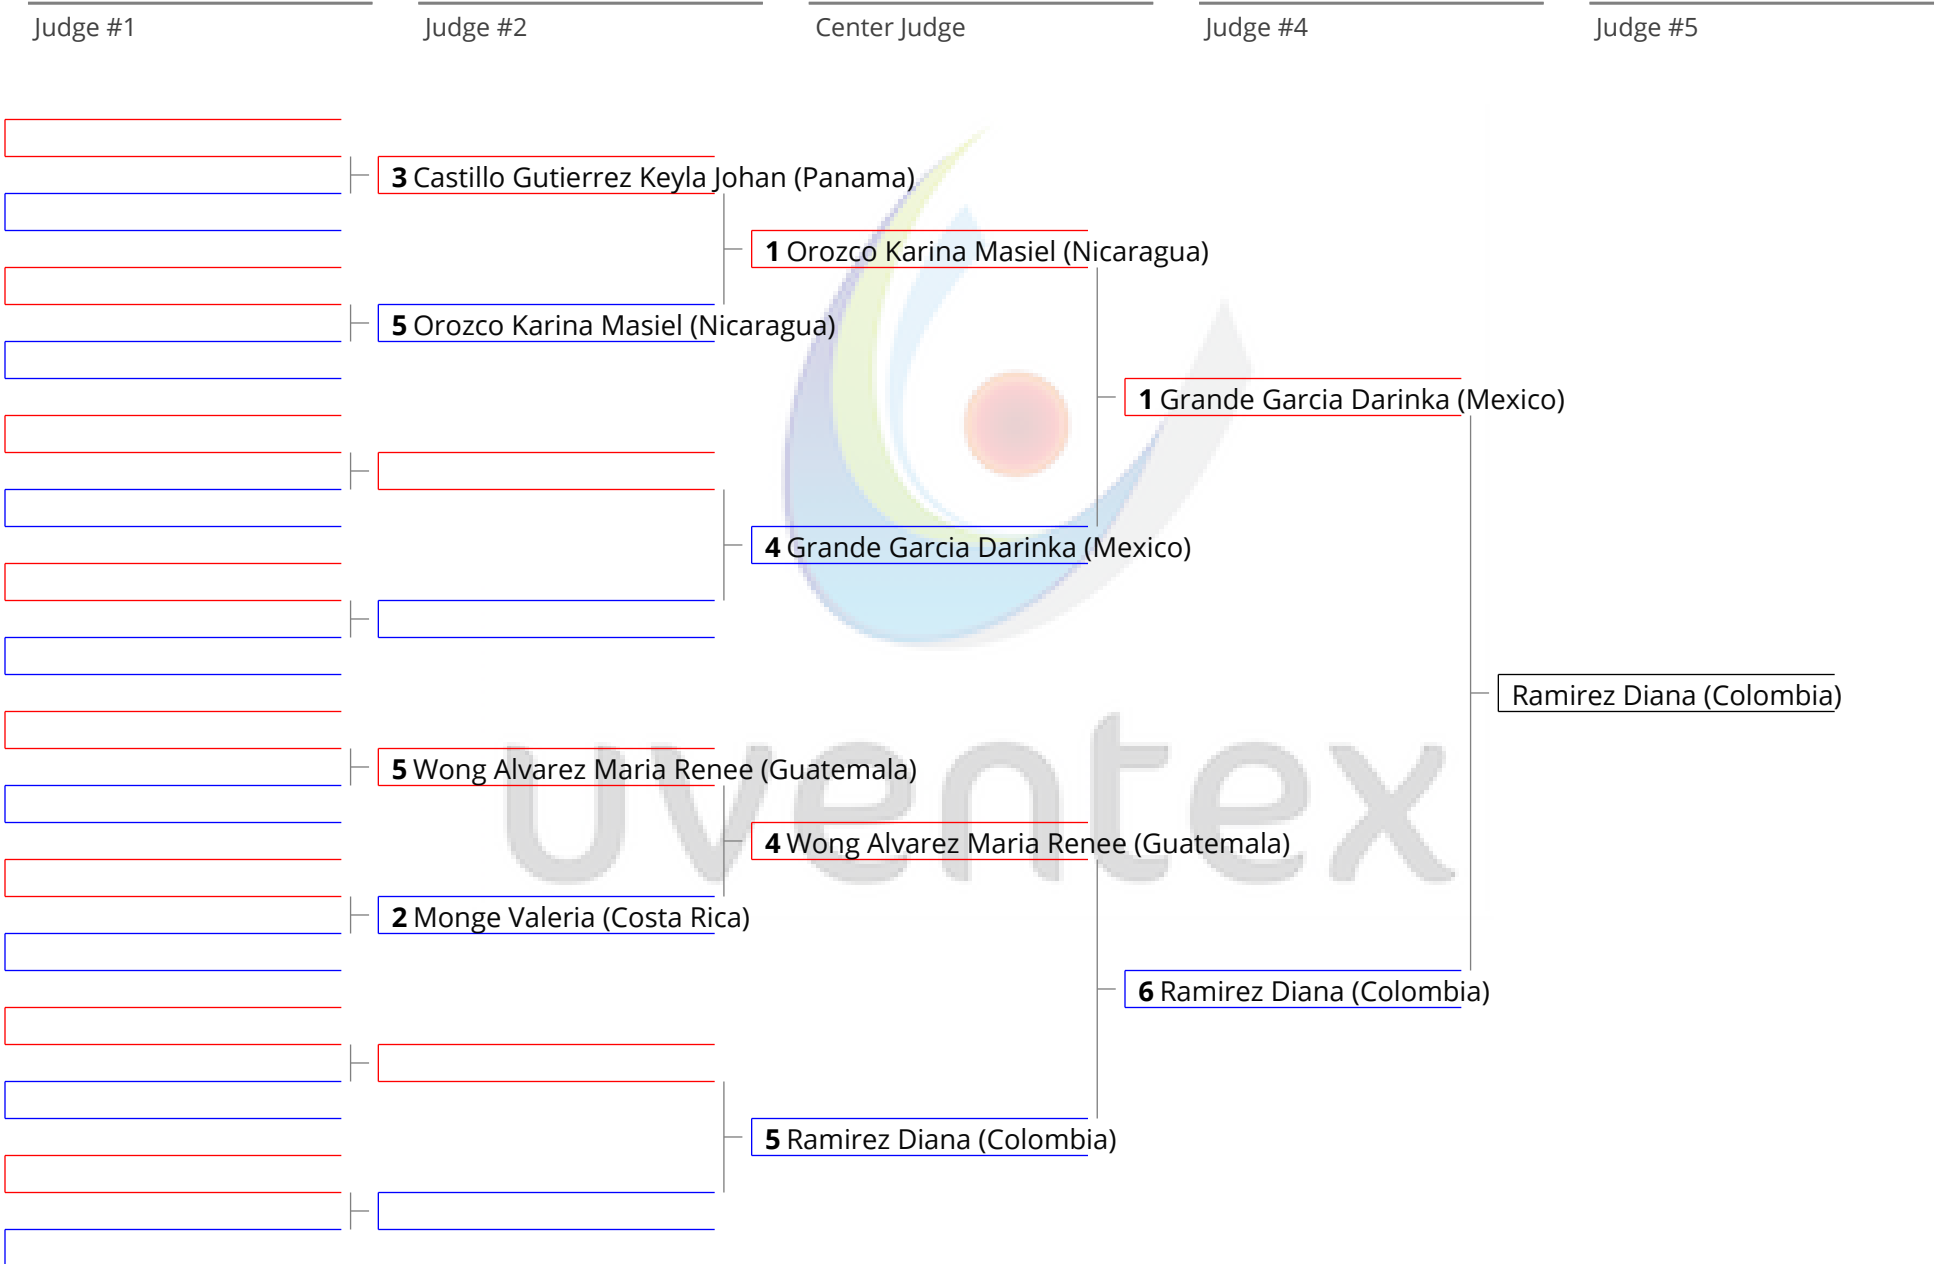 Judge #1 Judge #2 Center Judge Judge #4 Judge #5
3 Castillo Gutierrez Keyla Johan (Panama)
1 Orozco Karina Masiel (Nicaragua)
5 Orozco Karina Masiel (Nicaragua)
1 Grande Garcia Darinka (Mexico)
4 Grande Garcia Darinka (Mexico)
Ramirez Diana (Colombia)
5 Wong Alvarez Maria Renee (Guatemala)
uventex
4 Wong Alvarez Maria Renee (Guatemala)
2 Monge Valeria (Costa Rica)
6 Ramirez Diana (Colombia)
5 Ramirez Diana (Colombia)